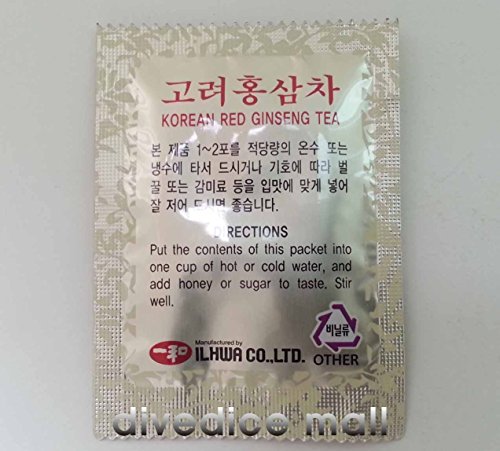 고려홍삼차
KOREAN RED GINSENG TEA
본 제품 1~2포를 적당량의 온수 또는
냉수에 타서 드시거나 기호에 따라 벌
꿀 또는 감미료 등을 입맛에 맞게 넣어
잘 저어 드시면 좋습니다.
DIRECTIONS
Put the contents of this packet into
one cup of hot or cold water, and
add honey or sugar to taste. Stir
well.
Manufactured by
一和 ILHWA CO.,LTD.
비닐류
OTHER
divedice mall